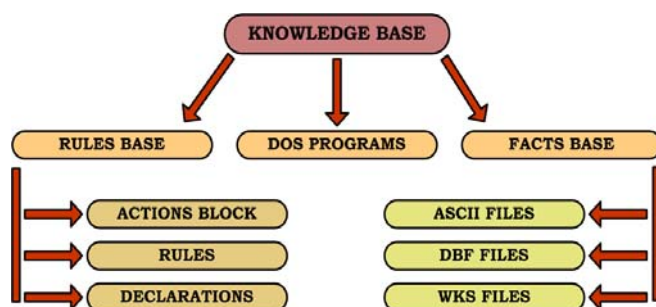 KNOWLEDGE BASE
RULES BASE
DOS PROGRAMS
FACTS BASE
ACTIONS BLOCK
ASCII FILES
RULES
DBF FILES
DECLARATIONS
WKS FILES